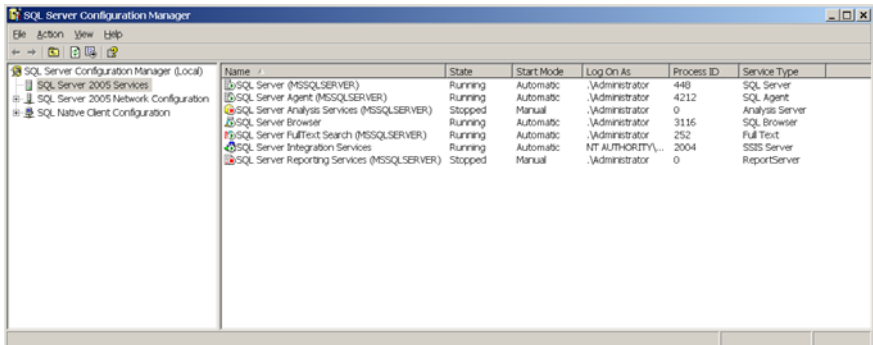 SQL Server Configuration Manager
File Action View Help
SQL Server Configuration Manager (Local)
SQL Server 2005 Services
SQL Server 2005 Network Configuration
SQL Native Client Configuration
Name State Start Mode Log On As Process ID Service Type
SQL Server (MSSQLSERVER) Running Automatic .\Administrator 448 SQL Server
SQL Server Agent (MSSQLSERVER) Running Automatic .\Administrator 4212 SQL Agent
SQL Server Analysis Services (MSSQLSERVER) Stopped Manual .\Administrator 0 Analysis Server
SQL Server Browser Running Automatic .\Administrator 3116 SQL Browser
SQL Server FullText Search (MSSQLSERVER) Running Automatic .\Administrator 252 Full Text
SQL Server Integration Services Running Automatic NT AUTHORITY\... 2004 SSIS Server
SQL Server Reporting Services (MSSQLSERVER) Stopped Manual .\Administrator 0 ReportServer